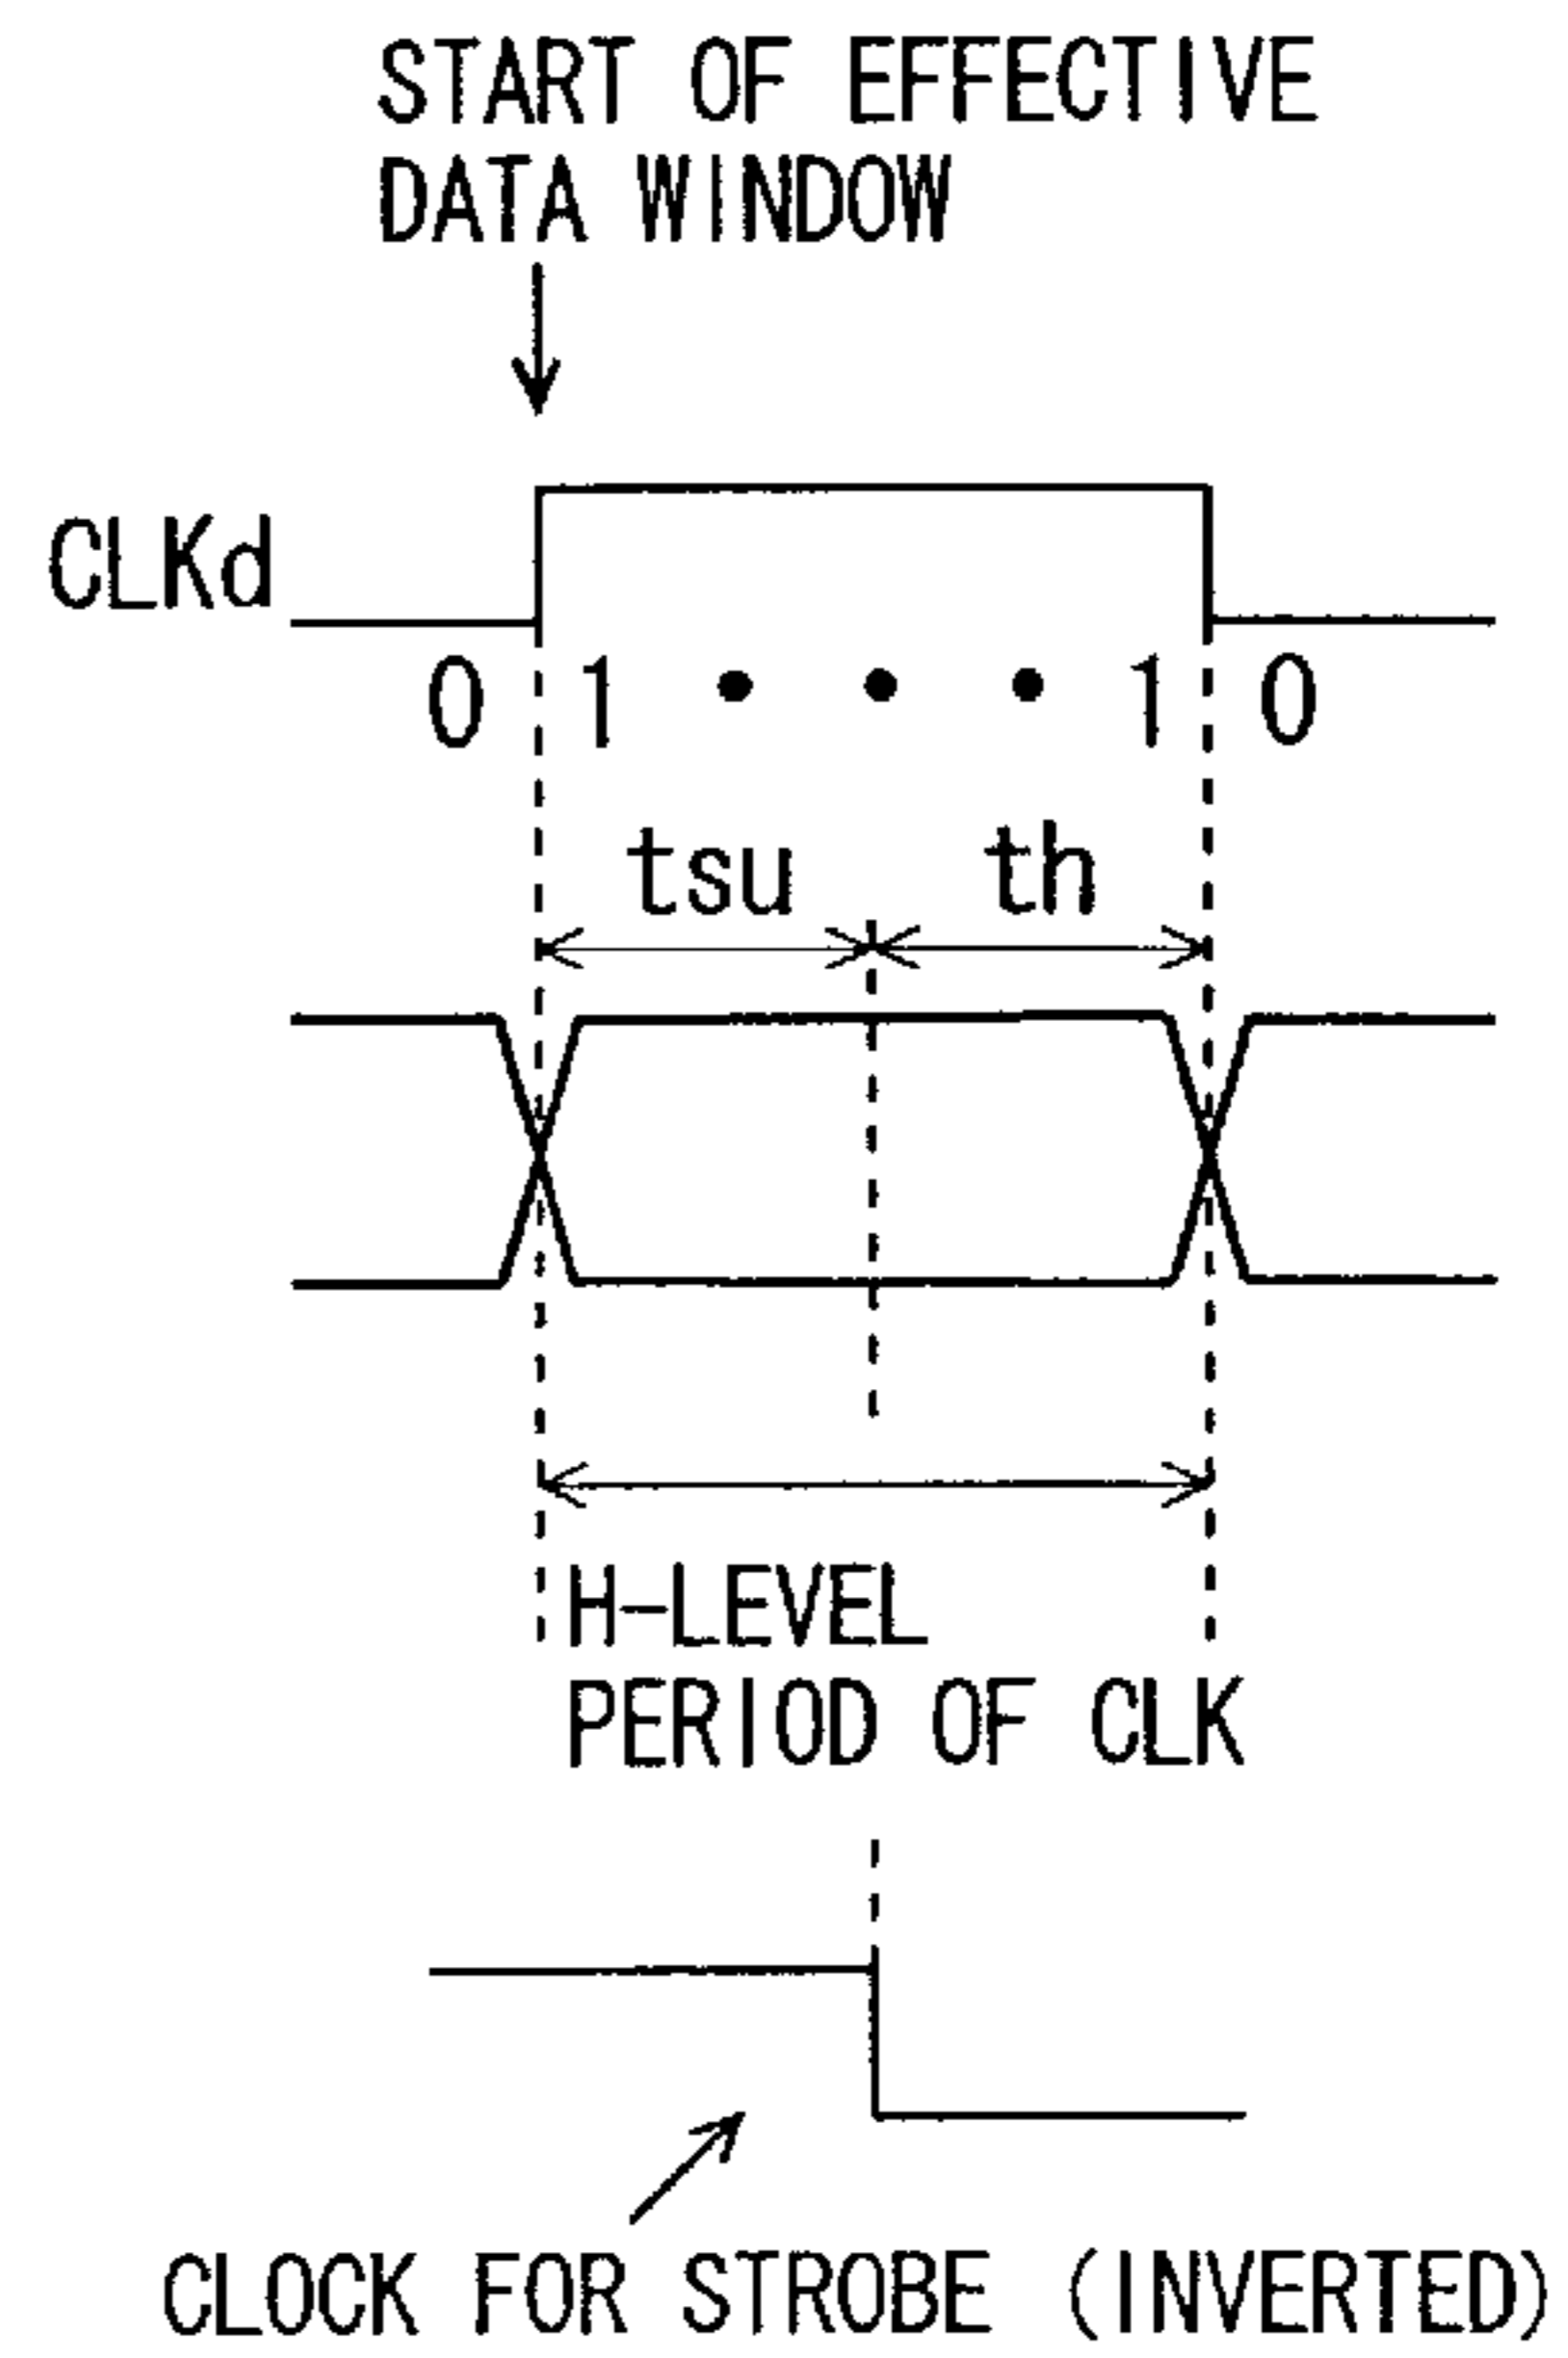 START OF EFFECTIVE
DATA WINDOW
CLKd
0 1 • • • 1 0
tsu th
H-LEVEL
PERIOD OF CLK
CLOCK FOR STROBE (INVERTED)